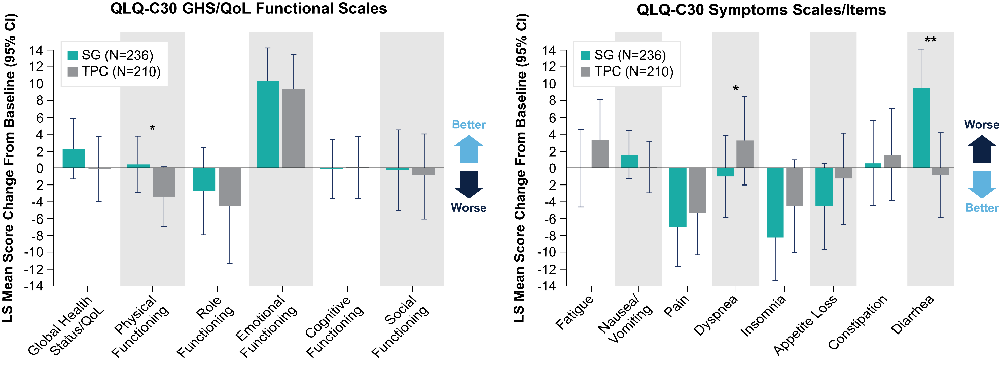 QLQ-C30 GHS/QoL Functional Scales
LS Mean Score Change From Baseline (95% CI)
SG (N=236)
TPC (N=210)
14
12
10
8
6
4
2
0
2
-4
-6
-8
-10
-12
-14
*
Better
Worse
Global Health
Status/QoL
Physical
Functioning
Role
Functioning
Emotional
Functioning
Cognitive
Functioning
Social
Functioning
QLQ-C30 Symptoms Scales/Items
LS Mean Score Change From Baseline (95% CI)
SG (N=236)
TPC (N=210)
14
12
10
8
6
4
2
0
2
-4
-6
-8
-10
-12
-14
*
**
Worse
Better
Fatigue
Nausea/
Vomiting
Pain
Dyspnea
Insomnia
Appetite Loss
Constipation
Diarrhea